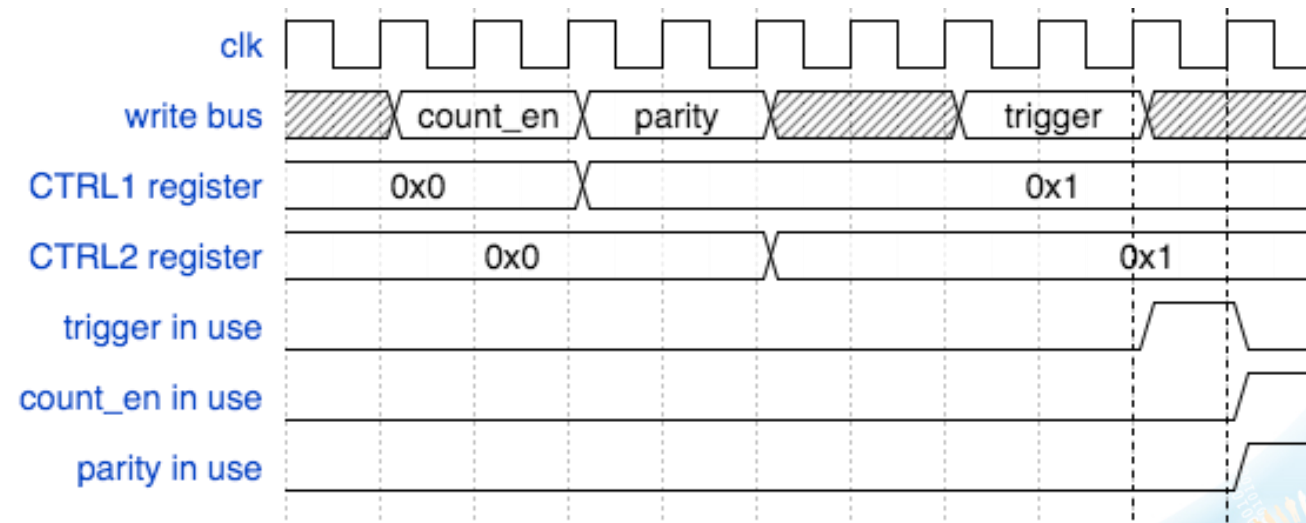 clk
write bus count_en parity trigger
CTRL1 register 0x0 0x1
CTRL2 register 0x0 0x1
trigger in use
count_en in use
parity in use